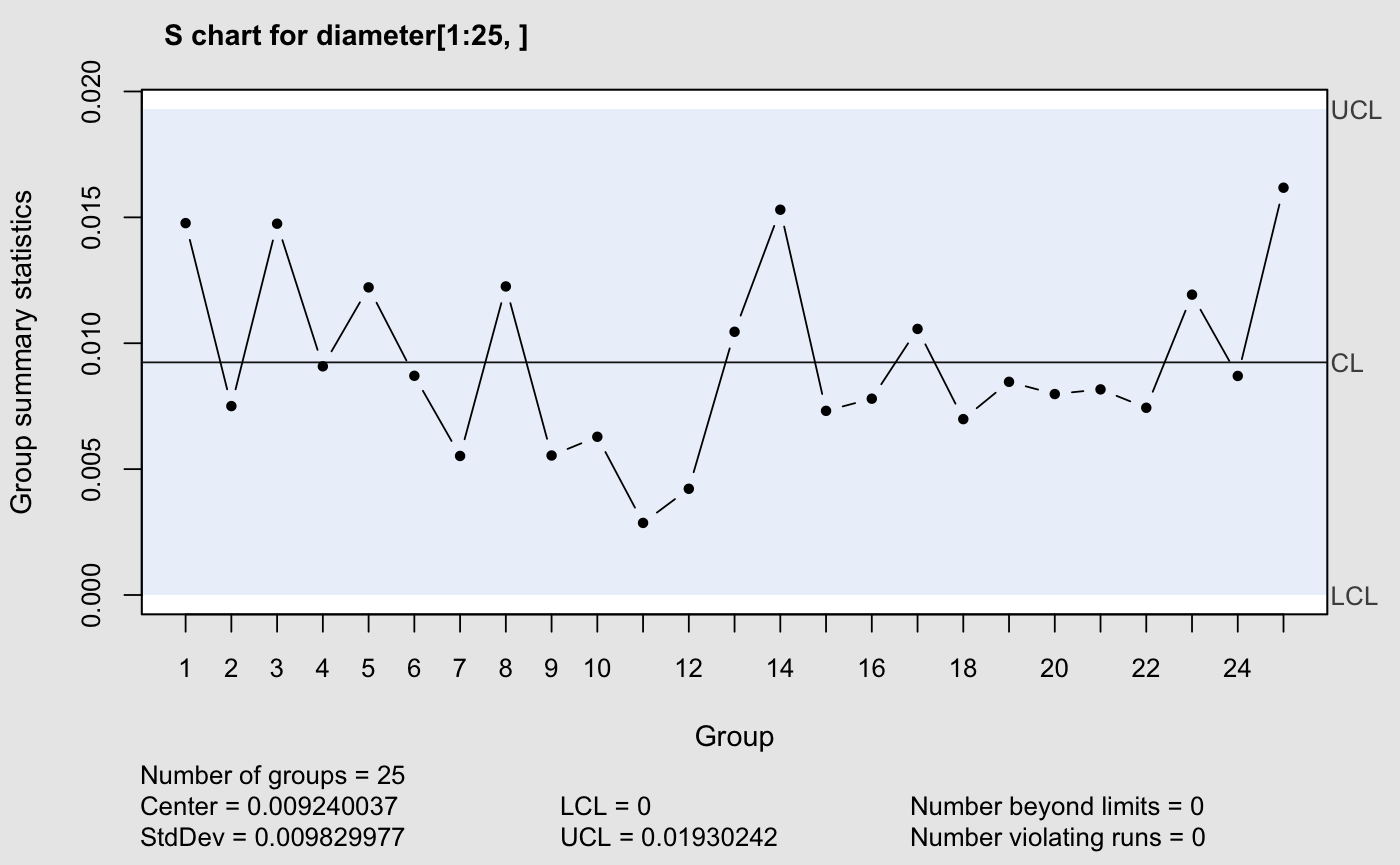 S chart for diameter[1:25, ]
0.020
0.015
0.010
0.005
0.000
Group summary statistics
UCL
CL
LCL
1 2 3 4 5 6 7 8 9 10 12 14 16 18 20 22 24
Group
Number of groups = 25
Center = 0.009240037 LCL = 0 Number beyond limits = 0
StdDev = 0.009829977 UCL = 0.01930242 Number violating runs = 0